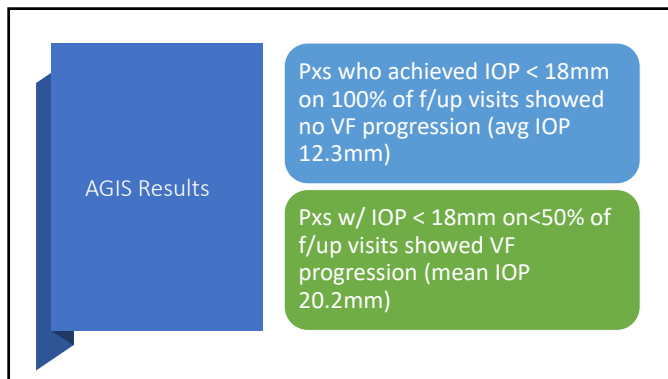 AGIS Results
Pxs who achieved IOP < 18mm
on 100% of f/up visits showed
no VF progression (avg IOP
12.3mm)
Pxs w/ IOP < 18mm on<50% of
f/up visits showed VF
progression (mean IOP
20.2mm)